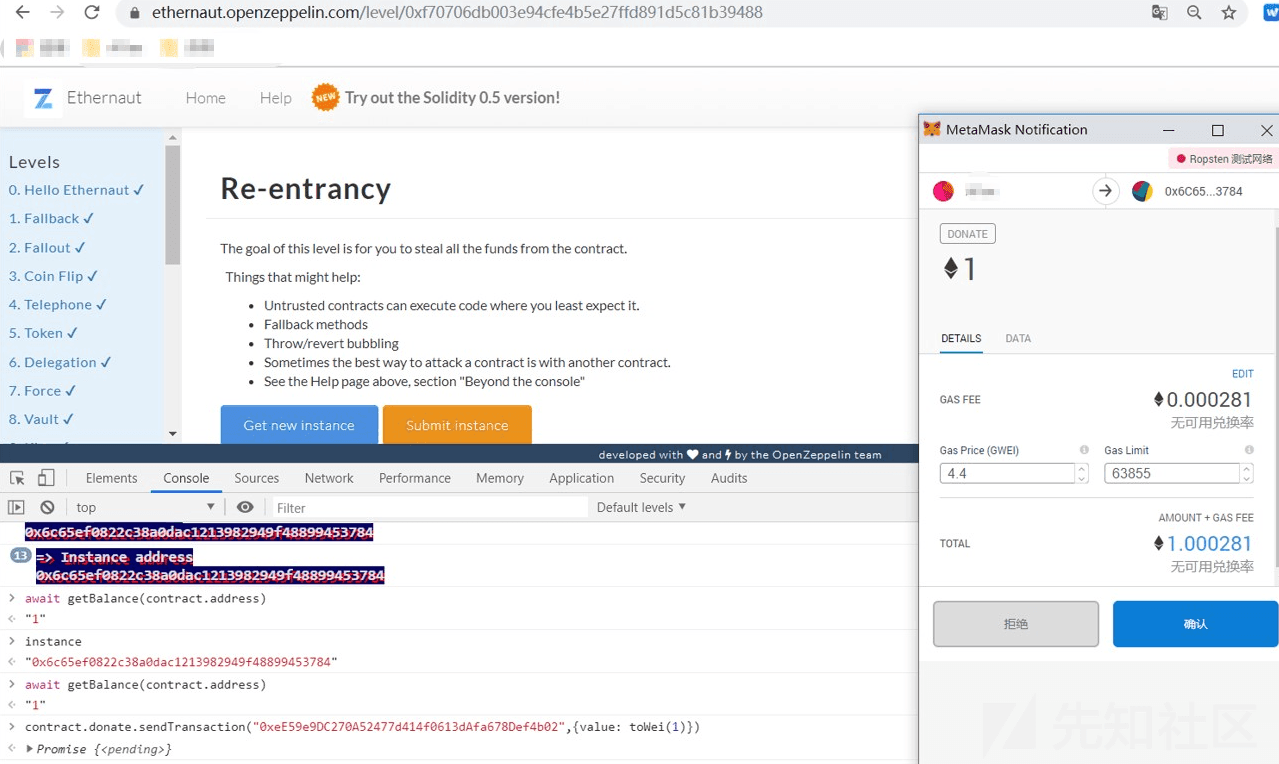 ethernaut.openzeppelin.com/level/0xf70706db003e94cfe4b5e27ffd891d5c81b39488
Ethernaut
Home
Help
NEW
Try out the Solidity 0.5 version!
Levels
0. Hello Ethernaut ✓
1. Fallback ✓
2. Fallout ✓
3. Coin Flip ✓
4. Telephone ✓
5. Token ✓
6. Delegation ✓
7. Force ✓
8. Vault ✓
Re-entrancy
The goal of this level is for you to steal all the funds from the contract.
Things that might help:
• Untrusted contracts can execute code where you least expect it.
• Fallback methods
• Throw/revert bubbling
• Sometimes the best way to attack a contract is with another contract.
• See the Help page above, section "Beyond the console"
Get new instance
Submit instance
developed with and by the OpenZeppelin team
Elements Console Sources Network Performance Memory Application Security Audits
top Filter Default levels
0x6c65ef0822c38a0dac1213982949f48899453784
13 => Instance address
0x6c65ef0822c38a0dac1213982949f48899453784
> await getBalance(contract.address)
"1"
> instance
"0x6c65ef0822c38a0dac1213982949f48899453784"
> await getBalance(contract.address)
"1"
> contract.donate.sendTransaction("0xeE59e9DC270A52477d414f0613dAfa678Def4b02",{value: toWei(1)})
Promise {<pending>}
MetaMask Notification
Ropsten 测试网络
0x6C65...3784
DONATE
1
DETAILS DATA
EDIT
GAS FEE 0.000281
无可用兑换率
Gas Price (GWEI) Gas Limit
4.4 63855
AMOUNT + GAS FEE
TOTAL 1.000281
无可用兑换率
拒绝 确认
先知社区